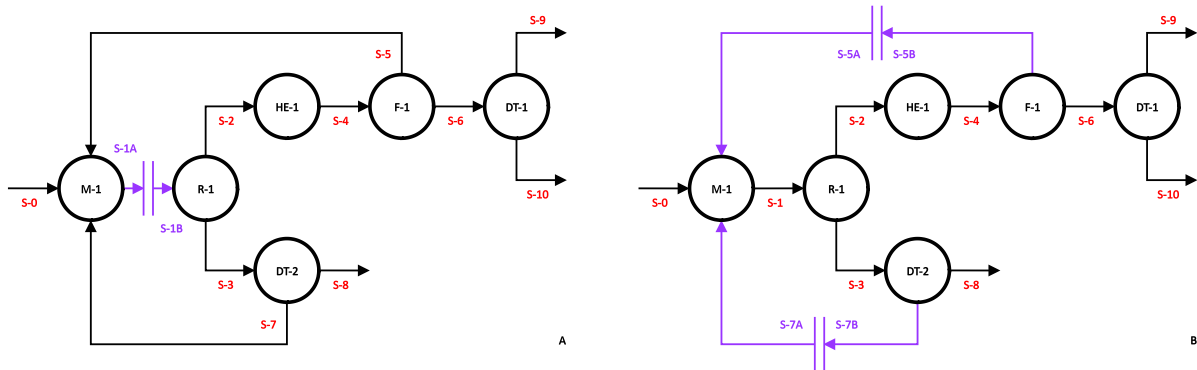 S-9
S-5
HE-1
F-1
DT-1
S-2
S-4
S-6
S-1A
M-1
R-1
S-0
S-10
S-1B
DT-2
S-3
S-8
S-7
A
S-9
S-5A
S-5B
HE-1
F-1
DT-1
S-2
S-4
S-6
M-1
R-1
S-0
S-1
S-10
DT-2
S-3
S-8
S-7A
S-7B
B